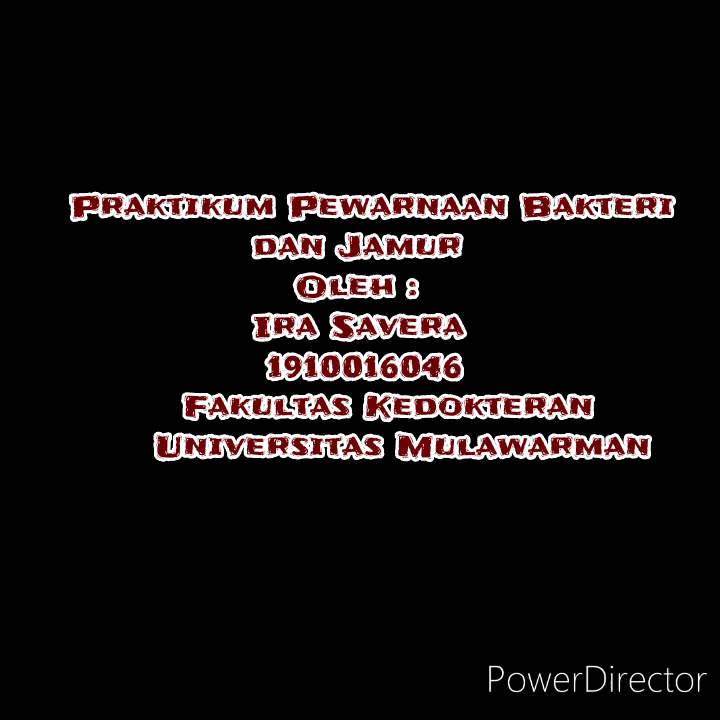 Praktikum Pewarnaan Bakteri
dan Jamur
Oleh :
Ira Savera
1910016046
Fakultas Kedokteran
Universitas Mulawarman
PowerDirector